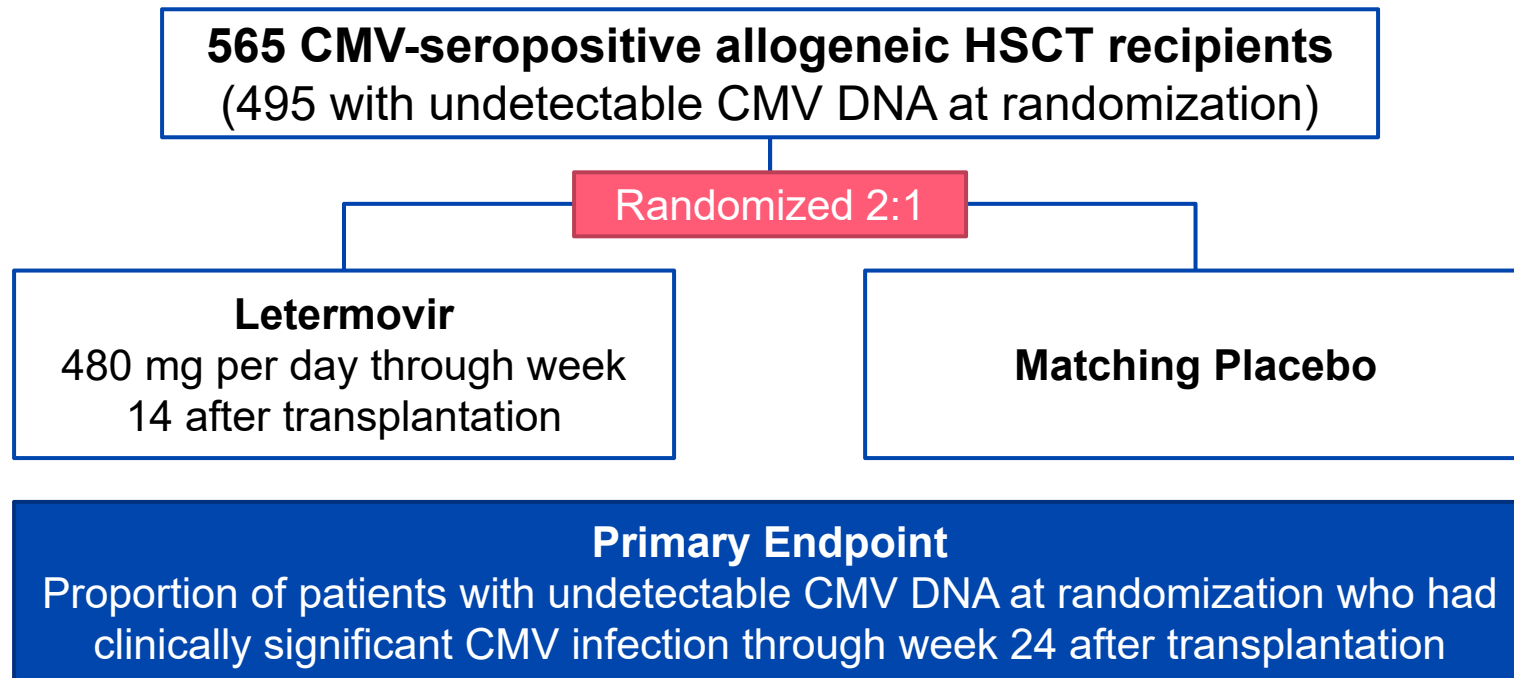 565 CMV-seropositive allogeneic HSCT recipients
(495 with undetectable CMV DNA at randomization)
Randomized 2:1
Letermovir
480 mg per day through week
14 after transplantation
Matching Placebo
Primary Endpoint
Proportion of patients with undetectable CMV DNA at randomization who had
clinically significant CMV infection through week 24 after transplantation